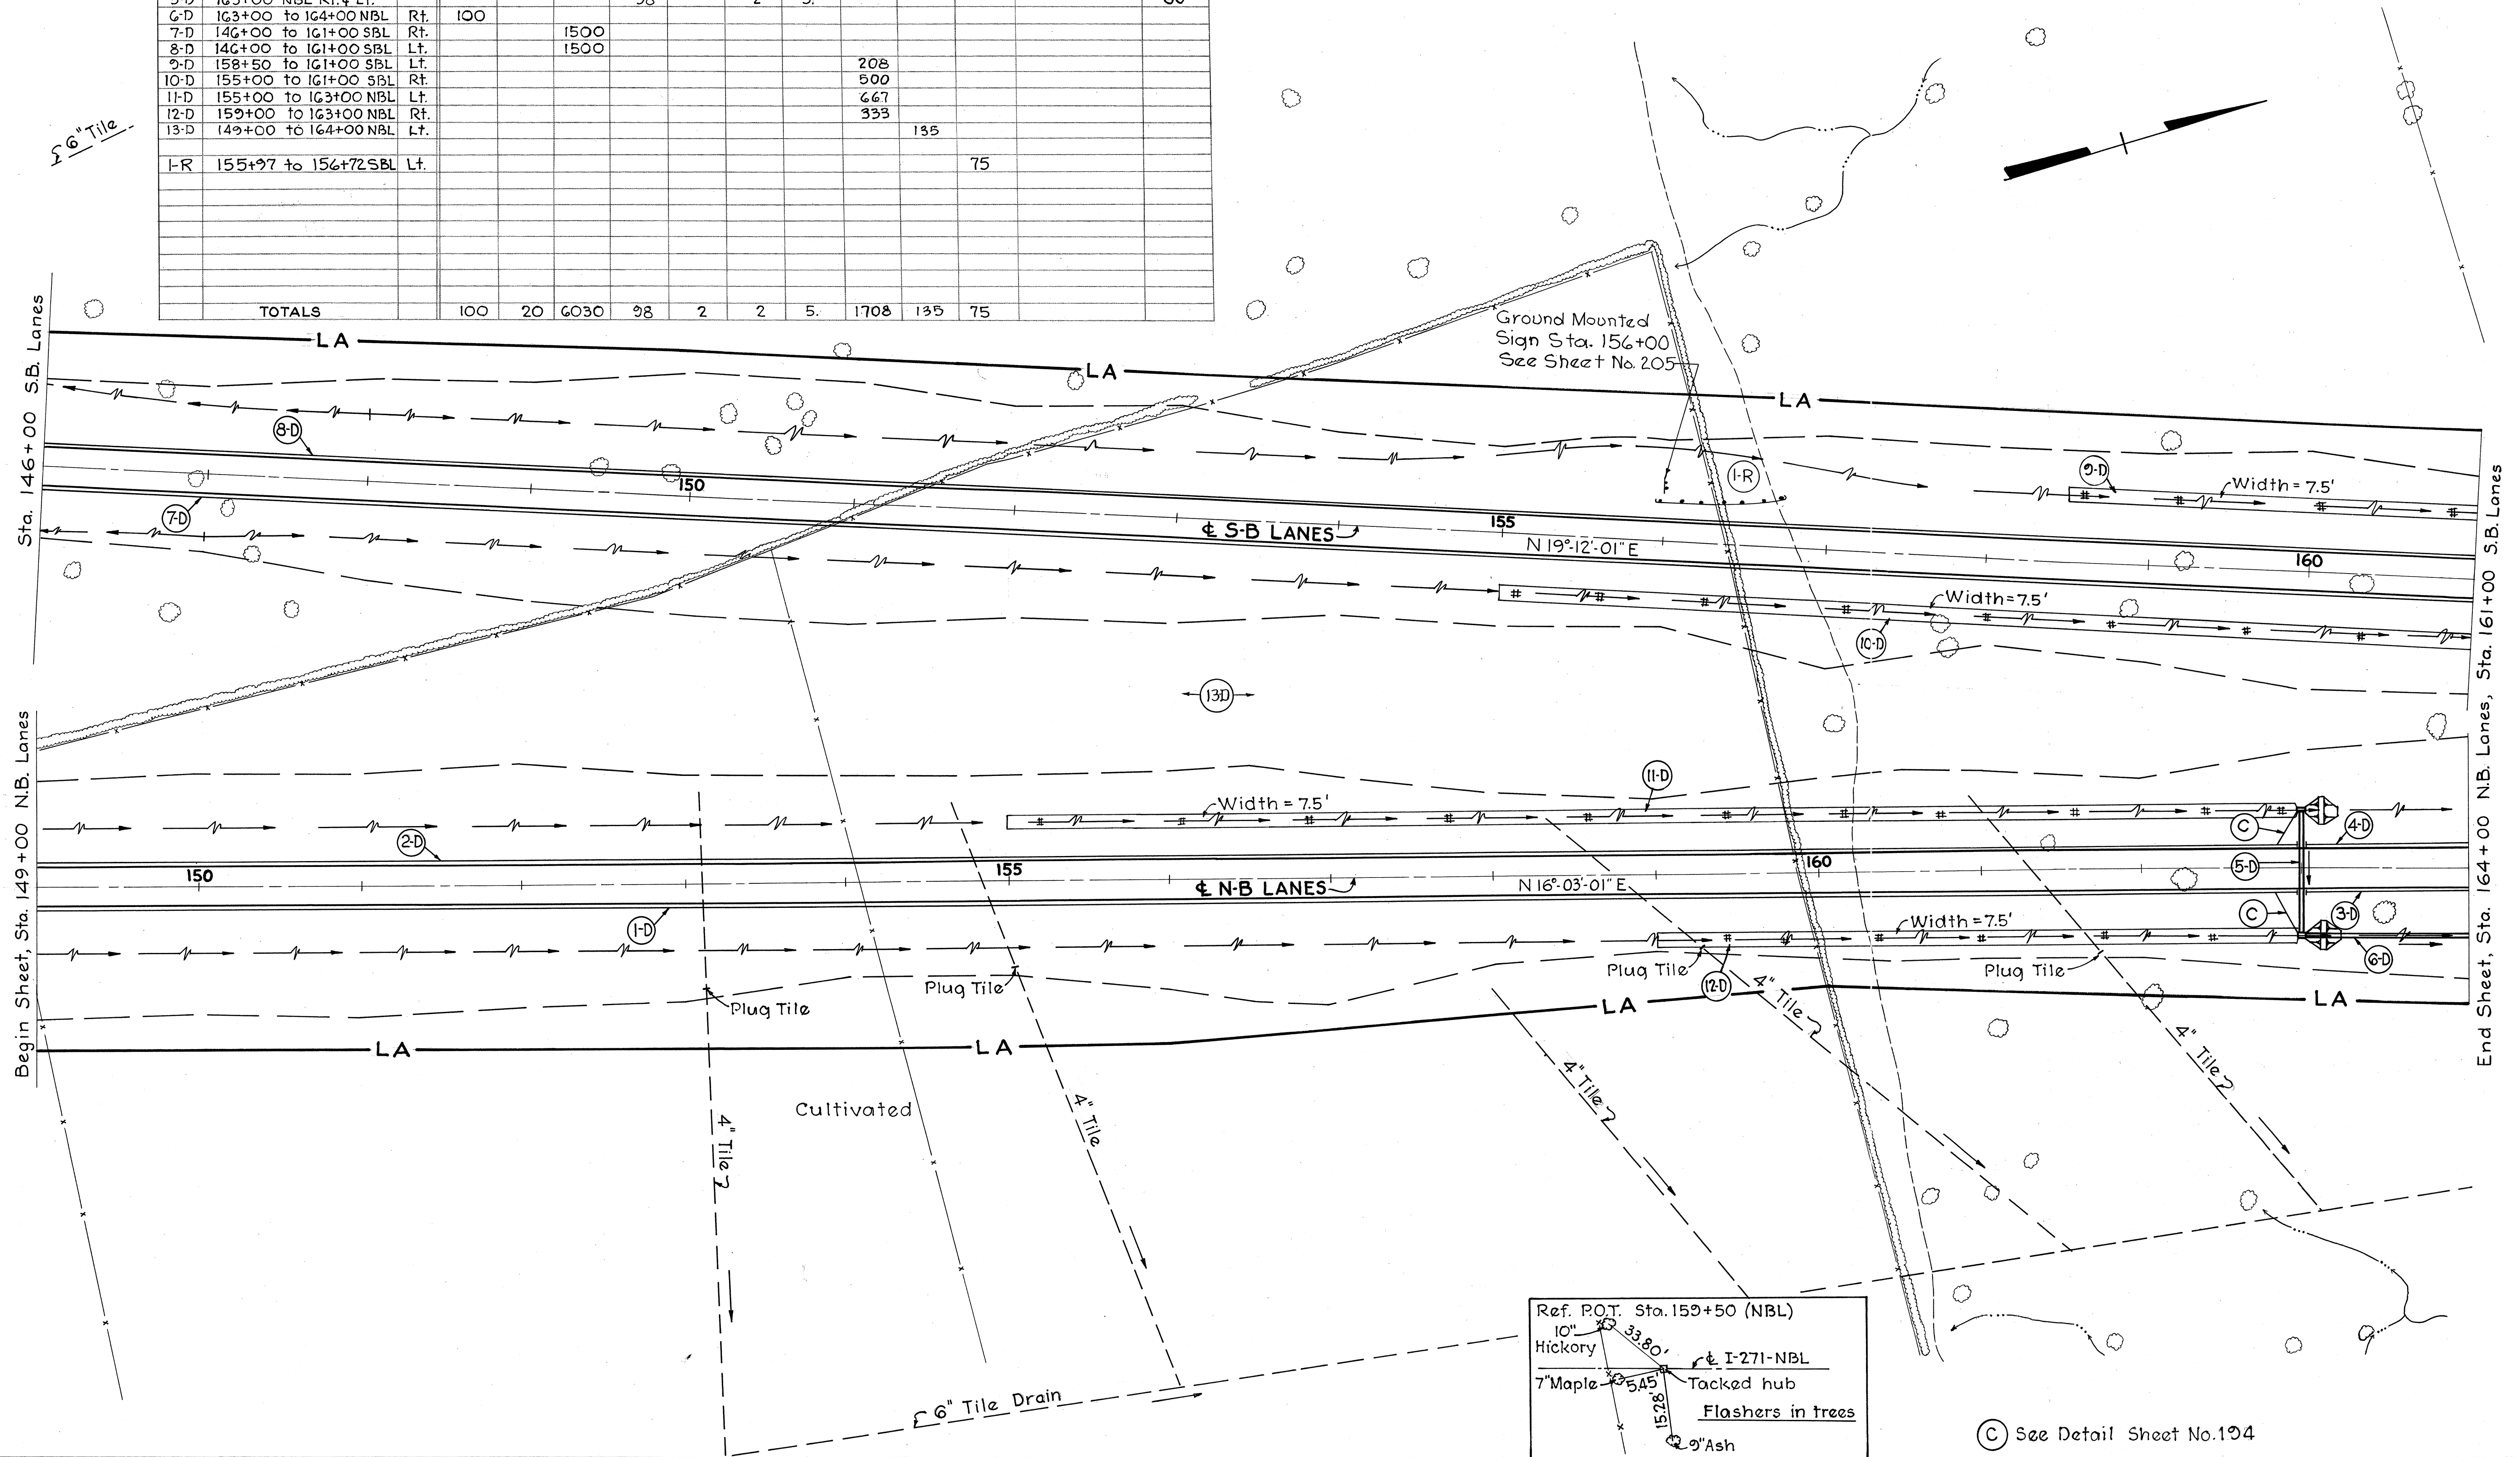 5-D 163+00 NBL Rt. & Lt. 98 2 5.
6-D 163+00 to 164+00 NBL Rt. 100
7-D 146+00 to 161+00 SBL Rt. 1500
8-D 146+00 to 161+00 SBL Lt. 1500
9-D 158+50 to 161+00 SBL Lt. 208
10-D 155+00 to 161+00 SBL Rt. 500
11-D 155+00 to 163+00 NBL Lt. 667
12-D 159+00 to 163+00 NBL Rt. 333
13-D 149+00 to 164+00 NBL Lt. 135
1-R 155+97 to 156+72 SBL Lt. 75
TOTALS 100 20 6030 98 2 2 5. 1708 135 75
6" Tile
Sta. 146+00 S.B. Lanes
LA
LA
LA
Ground Mounted
Sign Sta. 156+00
See Sheet No. 205
8-D
7-D
150
1-R
9-D
Width = 7.5'
155
℄ S-B LANES
N 19°-12'-01" E
160
Width = 7.5'
10-D
Sta. 161+00 S.B. Lanes
13D
Begin Sheet, Sta. 149+00 N.B. Lanes
11-D
Width = 7.5'
2-D
C
4-D
150
155
160
5-D
℄ N-B LANES
N 16°-03'-01" E
1-D
Width = 7.5'
C
3-D
6-D
Plug Tile
Plug Tile
Plug Tile
Plug Tile
12-D
LA
LA
LA
LA
End Sheet, Sta. 164+00 N.B. Lanes,
4" Tile
4" Tile
4" Tile
4" Tile
4" Tile
Cultivated
6" Tile Drain
Ref. P.O.T. Sta. 159+50 (NBL)
10"
Hickory
33.80'
℄ I-271-NBL
7" Maple
5.45'
Tacked hub
15.28'
Flashers in trees
9" Ash
C See Detail Sheet No. 194